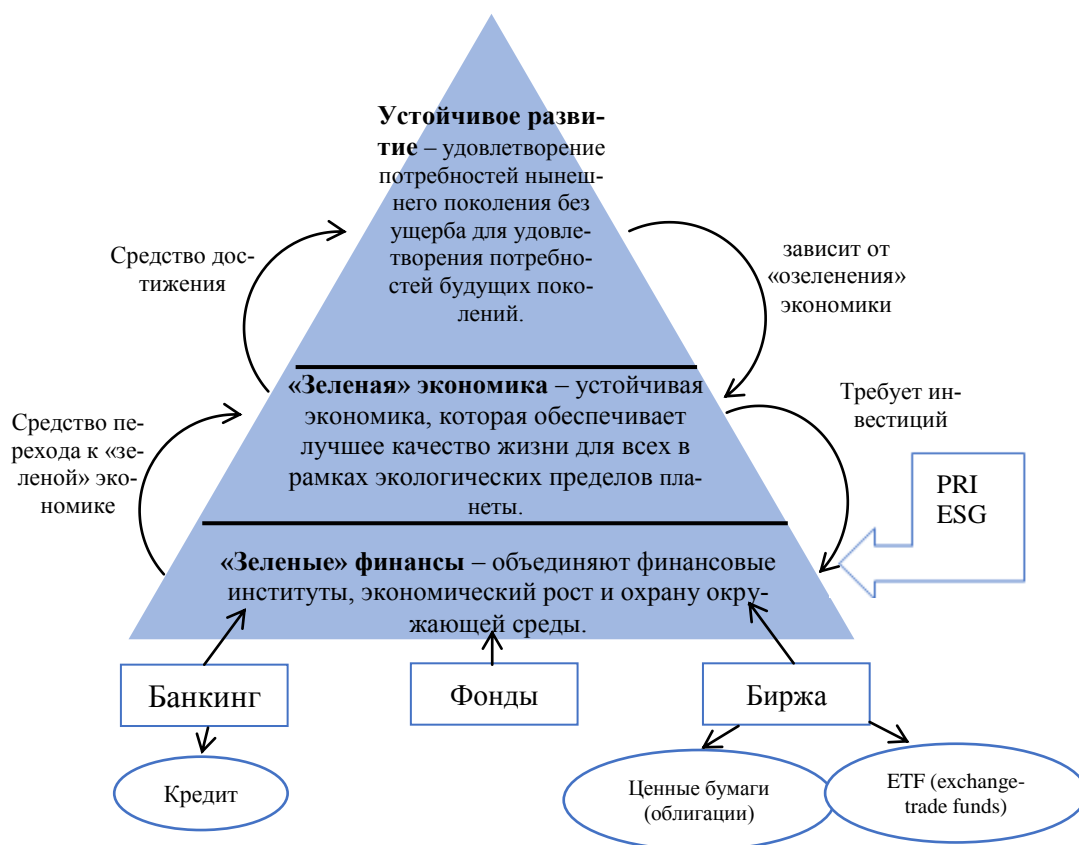 Устойчивое разви-
тие – удовлетворение
потребностей нынеш-
него поколения без
ущерба для удовле-
творения потребно-
стей будущих поко-
лений.
Средство дос-
тижения
зависит от
«озеленения»
экономики
«Зеленая» экономика – устойчивая
экономика, которая обеспечивает
лучшее качество жизни для всех в
рамках экологических пределов пла-
неты.
Средство пе-
рехода к «зе-
леной» эко-
номике
Требует ин-
вестиций
PRI
ESG
«Зеленые» финансы – объединяют финансовые
институты, экономический рост и охрану окру-
жающей среды.
Банкинг
Фонды
Биржа
Кредит
Ценные бумаги
(облигации)
ETF (exchange-
trade funds)